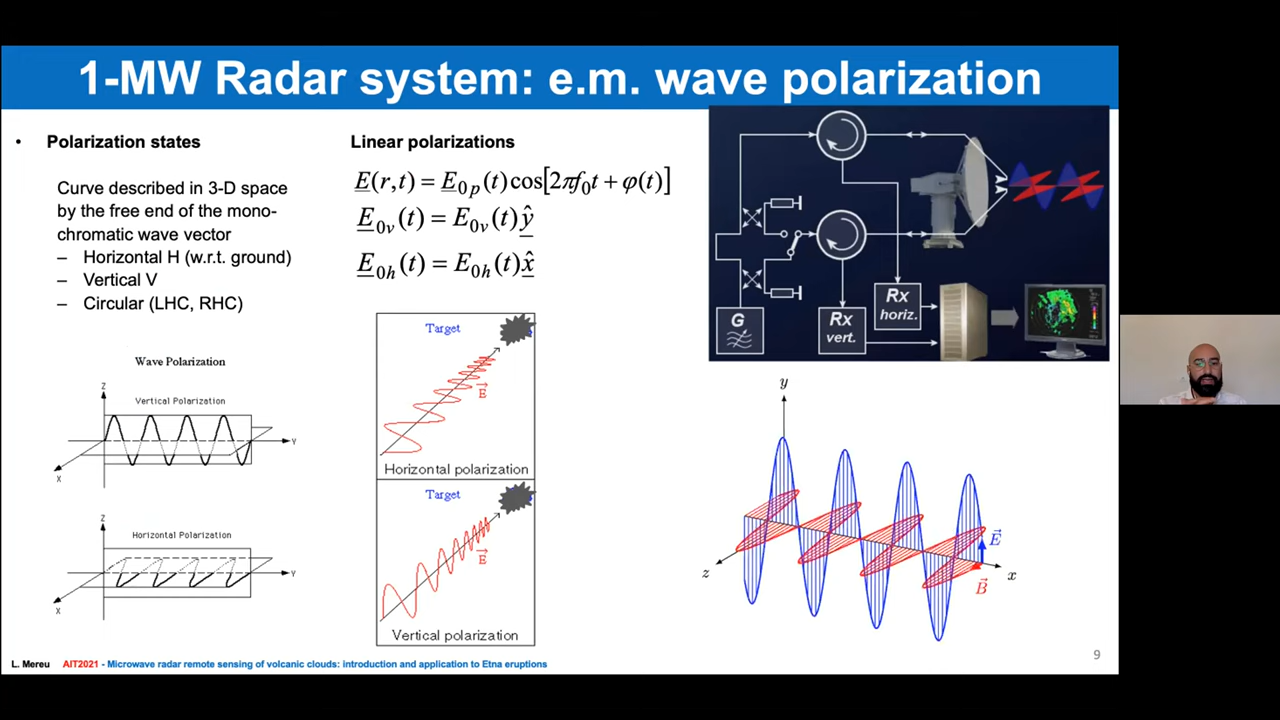 1-MW Radar system: e.m. wave polarization
• Polarization states
Curve described in 3-D space
by the free end of the mono-
chromatic wave vector
– Horizontal H (w.r.t. ground)
– Vertical V
– Circular (LHC, RHC)
Linear polarizations
E(r,t) = E₀ₚ(t)cos[2πf₀t + φ(t)]
E₀ᵥ(t) = E₀ᵥ(t)ŷ
E₀ₕ(t) = E₀ₕ(t)x̂
G
Rx
vert.
Rx
horiz.
Wave Polarization
Z
Vertical Polarization
Y
X
Z
Horizontal Polarization
Y
X
Target
E
Horizontal polarization
Target
E
Vertical polarization
y
z
x
E
B
L. Mereu AIT2021 - Microwave radar remote sensing of volcanic clouds: introduction and application to Etna eruptions
9